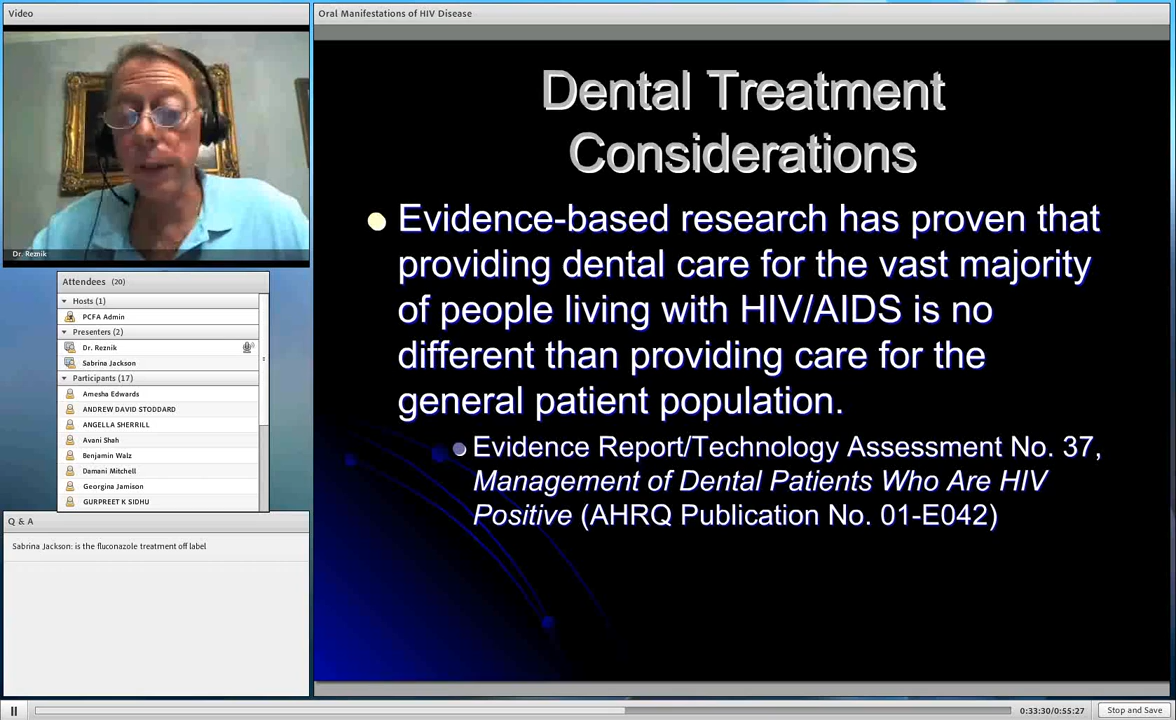 Video
Dr. Reznik
Attendees (20)
Hosts (1)
PCFA Admin
Presenters (2)
Dr. Reznik
Sabrina Jackson
Participants (17)
Amesha Edwards
ANDREW DAVID STODDARD
ANGELLA SHERRILL
Avani Shah
Benjamin Walz
Damani Mitchell
Georgina Jamison
GURPREET K SIDHU
Q & A
Sabrina Jackson: is the fluconazole treatment off label
Oral Manifestations of HIV Disease
Dental Treatment
Considerations
Evidence-based research has proven that
providing dental care for the vast majority
of people living with HIV/AIDS is no
different than providing care for the
general patient population.
Evidence Report/Technology Assessment No. 37,
Management of Dental Patients Who Are HIV
Positive (AHRQ Publication No. 01-E042)
0:33:30/0:55:27
Stop and Save